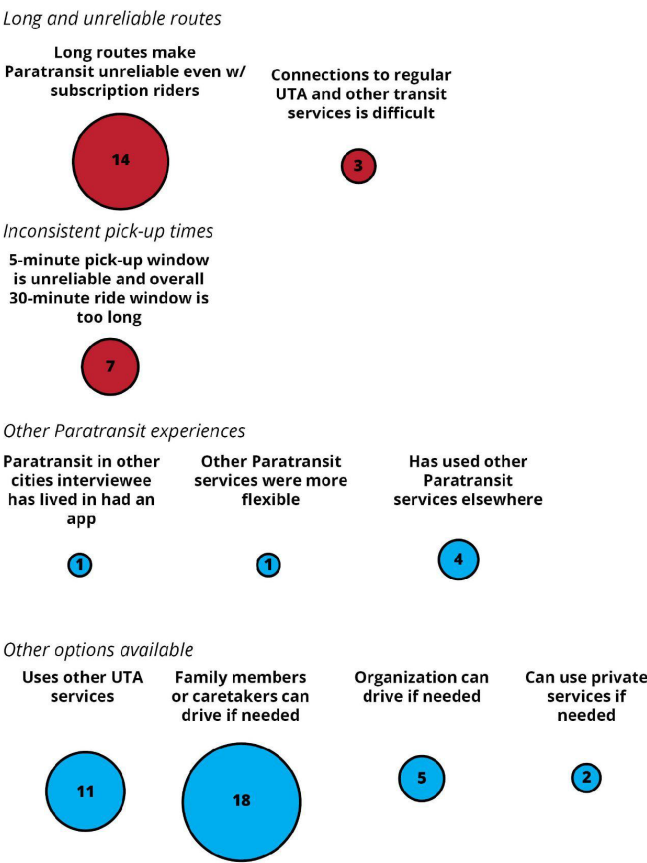 Long and unreliable routes
Long routes make
Paratransit unreliable even w/
subscription riders
Connections to regular
UTA and other transit
services is difficult
14
3
Inconsistent pick-up times
5-minute pick-up window
is unreliable and overall
30-minute ride window is
too long
7
Other Paratransit experiences
Paratransit in other
cities interviewee
has lived in had an
app
Other Paratransit
services were more
flexible
Has used other
Paratransit
services elsewhere
1
1
4
Other options available
Uses other UTA
services
Family members
or caretakers can
drive if needed
Organization can
drive if needed
Can use private
services if
needed
11
18
5
2